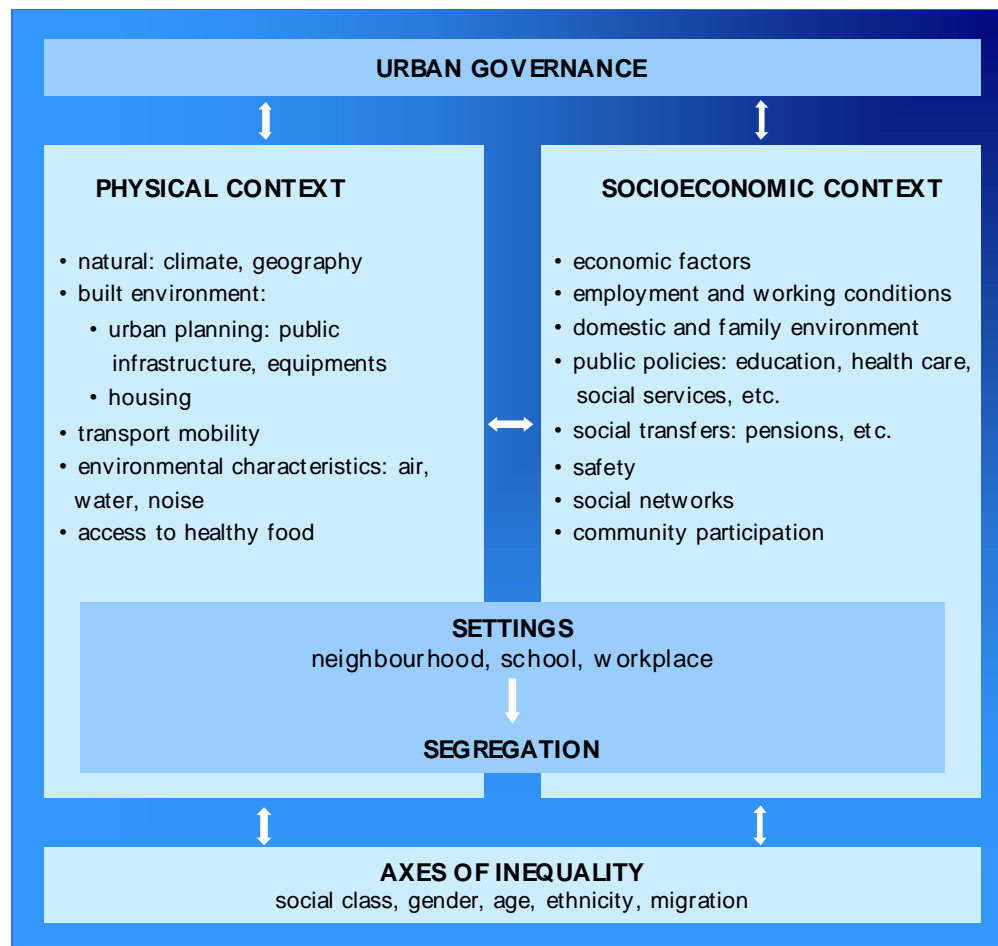 URBAN GOVERNANCE
PHYSICAL CONTEXT
• natural: climate, geography
• built environment:
• urban planning: public
infrastructure, equipments
• housing
• transport mobility
• environmental characteristics: air,
water, noise
• access to healthy food
SOCIOECONOMIC CONTEXT
• economic factors
• employment and working conditions
• domestic and family environment
• public policies: education, health care,
social services, etc.
• social transfers: pensions, etc.
• safety
• social networks
• community participation
SETTINGS
neighbourhood, school, workplace
SEGREGATION
AXES OF INEQUALITY
social class, gender, age, ethnicity, migration